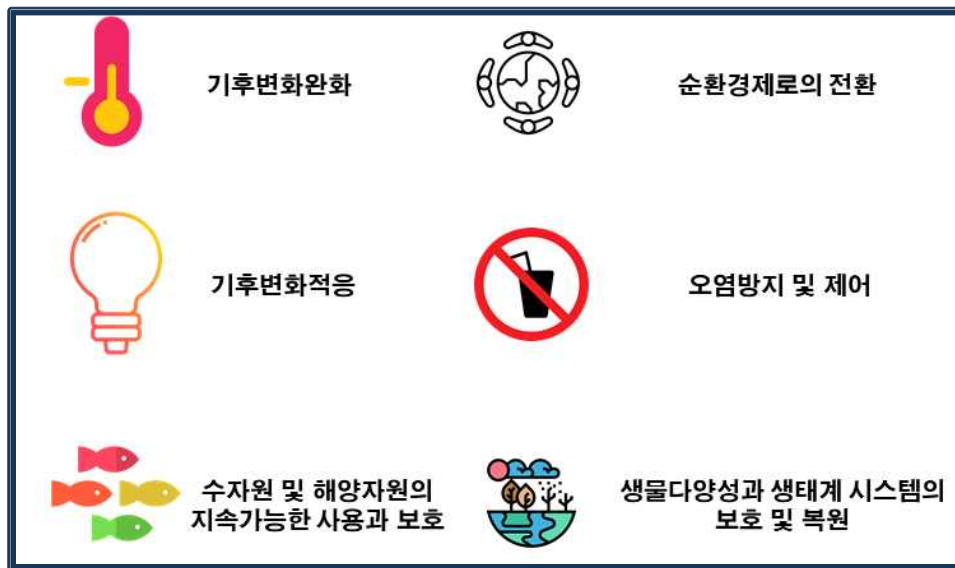 기후변화완화
순환경제로의 전환
기후변화적응
오염방지 및 제어
수자원 및 해양자원의
지속가능한 사용과 보호
생물다양성과 생태계 시스템의
보호 및 복원